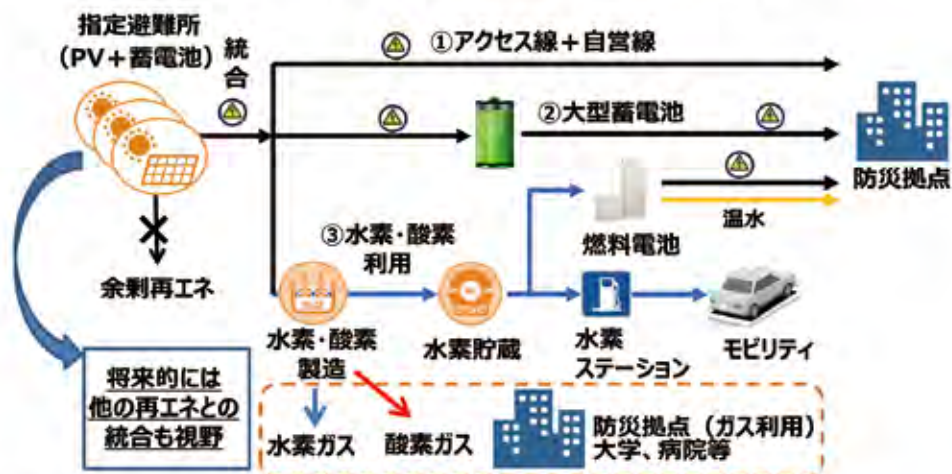 指定避難所
（PV＋蓄電池）
統合
①アクセス線＋自営線
②大型蓄電池
防災拠点
温水
燃料電池
③水素・酸素
利用
余剰再エネ
水素・酸素
製造
水素貯蔵
水素
ステーション
モビリティ
将来的には
他の再エネとの
統合も視野
水素ガス
酸素ガス
防災拠点（ガス利用）
大学、病院等